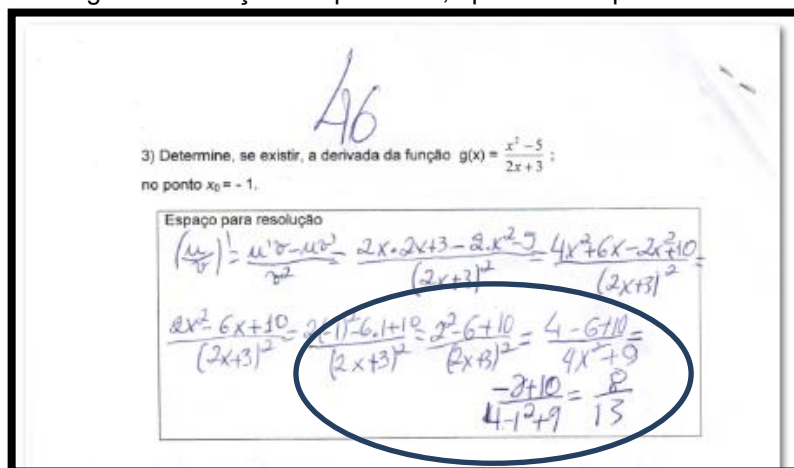 46
3) Determine, se existir, a derivada da função g(x) = (x² - 5)/(2x + 3) ;
no ponto x₀ = - 1.
Espaço para resolução
(u/v)' = (u'v - uv')/v² = (2x•2x+3 - 2.x²-5)/(2x+3)² = (4x²+6x - 2x²+10)/(2x+3)² =
(2x² - 6x+10)/(2x+3)² = (2(-1)²-6.1+10)/(2x+3)² = (2²-6+10)/(2x+3)² = (4-6+10)/(4x²+9) =
(-2+10)/(4-1²+9) = 8/13